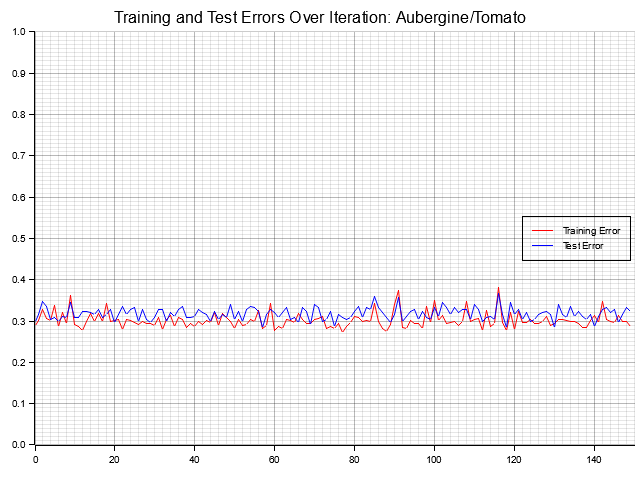 Training and Test Errors Over Iteration: Aubergine/Tomato
1.0
0.9
0.8
0.7
0.6
0.5
0.4
0.3
0.2
0.1
0.0
Training Error
Test Error
0 20 40 60 80 100 120 140